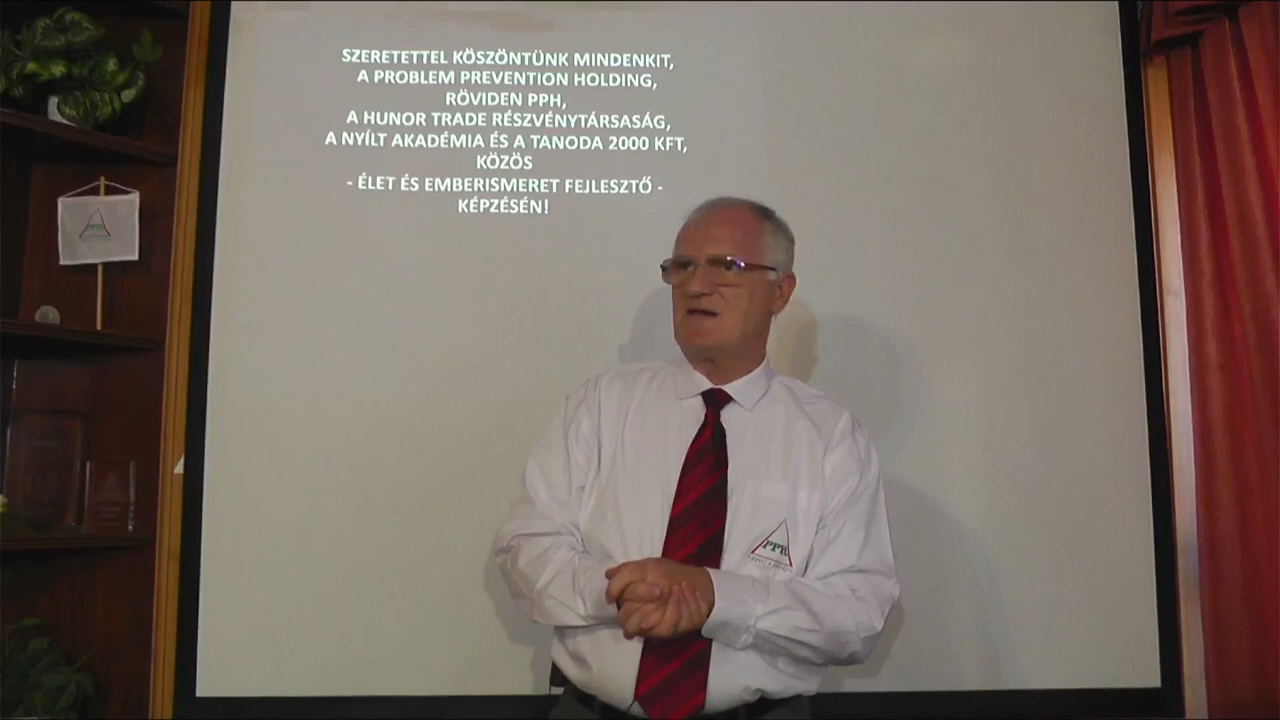 SZERETETTEL KÖSZÖNTÜNK MINDENKIT,
A PROBLEM PREVENTION HOLDING,
RÖVIDEN PPH,
A HUNOR TRADE RÉSZVÉNYTÁRSASÁG,
A NYÍLT AKADÉMIA ÉS A TANODA 2000 KFT,
KÖZÖS
- ÉLET ÉS EMBERISMERET FEJLESZTŐ -
KÉPZÉSÉN!
PPH
PPH